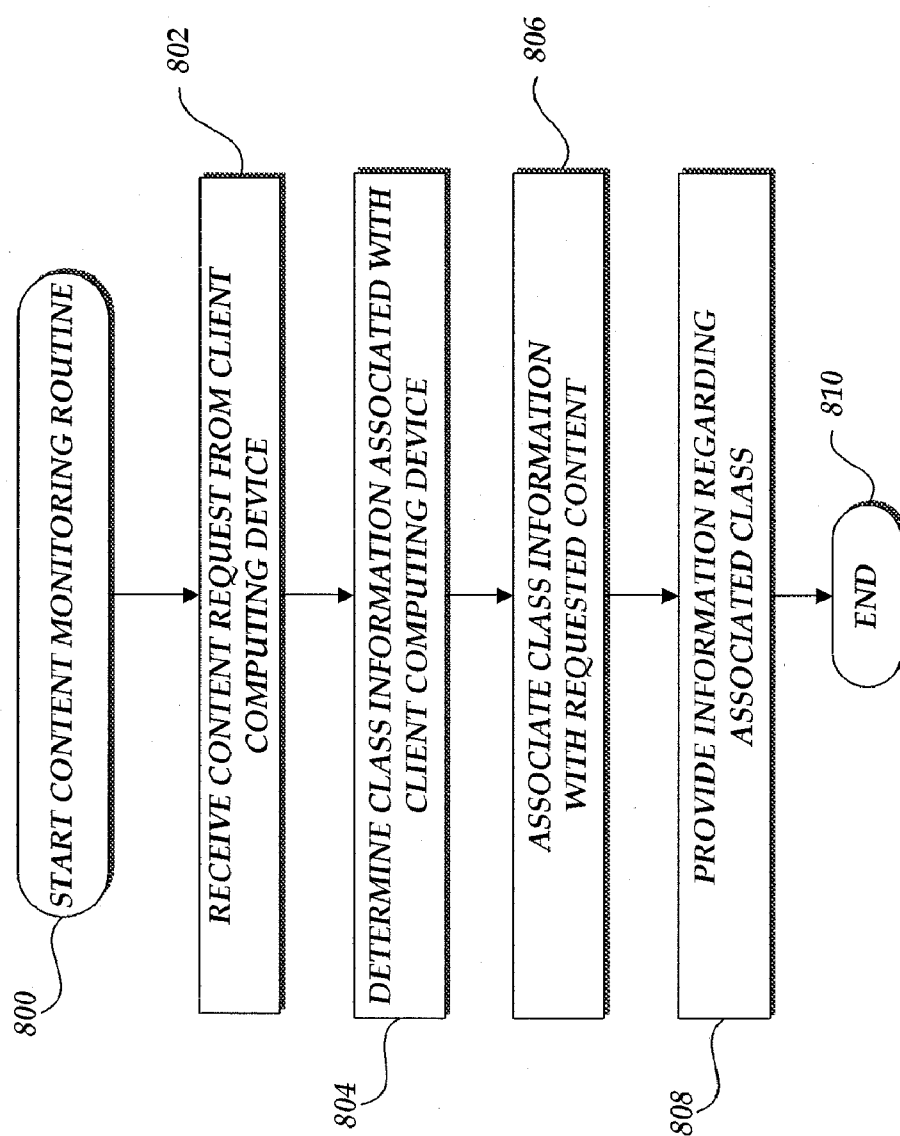 800
START CONTENT MONITORING ROUTINE
802
RECEIVE CONTENT REQUEST FROM CLIENT
COMPUTING DEVICE
804
DETERMINE CLASS INFORMATION ASSOCIATED WITH
CLIENT COMPUTING DEVICE
806
ASSOCIATE CLASS INFORMATION
WITH REQUESTED CONTENT
808
PROVIDE INFORMATION REGARDING
ASSOCIATED CLASS
810
END